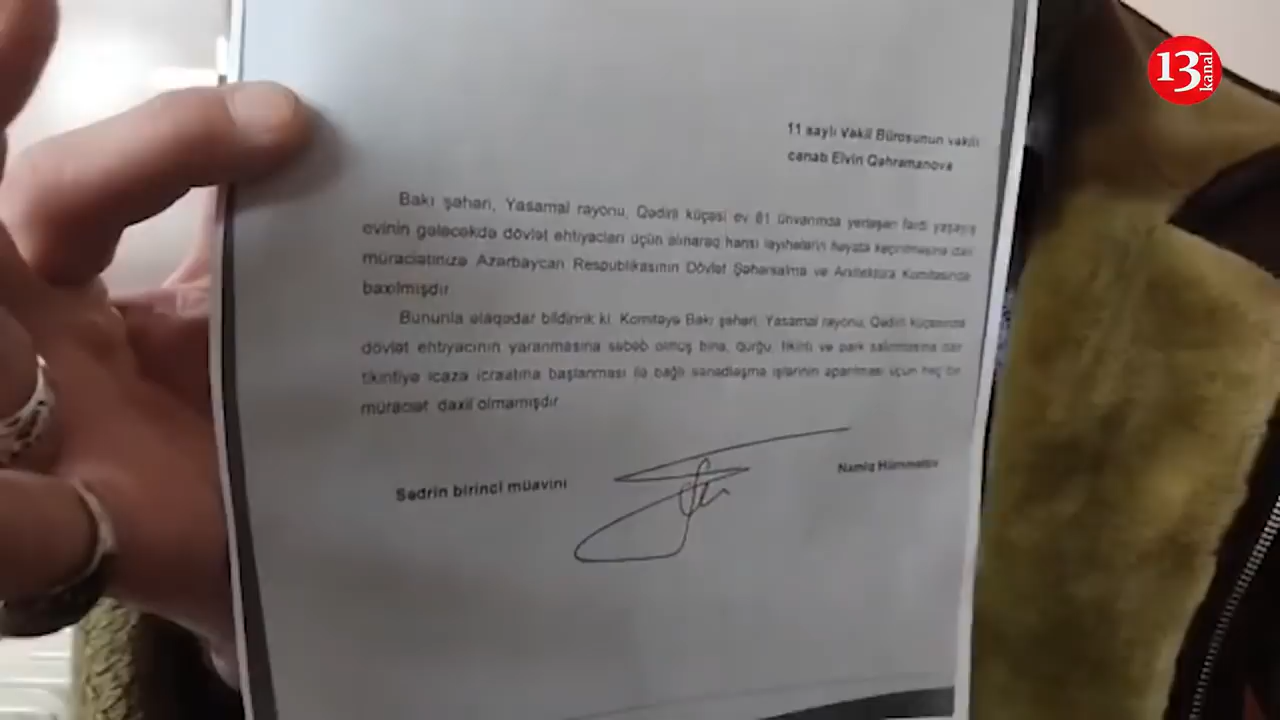 13 kanal
11 saylı Vəkil Bürosunun vəkili
cənab Elvin Qəhrəmanova
Bakı şəhəri, Yasamal rayonu, Qədirli küçəsi ev 81 ünvanında yerləşən fərdi yaşayış
evinin gələcəkdə dövlət ehtiyacları üçün alınaraq hansı layihələrin həyata keçirilməsinə dair
müraciətinizə Azərbaycan Respublikasının Dövlət Şəhərsalma və Arxitektura Komitəsində
baxılmışdır.
Bununla əlaqədar bildiririk ki, Komitəyə Bakı şəhəri, Yasamal rayonu, Qədirli küçəsində
dövlət ehtiyacının yaranmasına səbəb olmuş bina, qurğu, tikinti və park salınmasına dair
tikintiyə icazə icraatına başlanması ilə bağlı sənədləşmə işlərinin aparılması üçün heç bir
müraciət daxil olmamışdır
Sədrin birinci müavini
Namiq Hümmətov